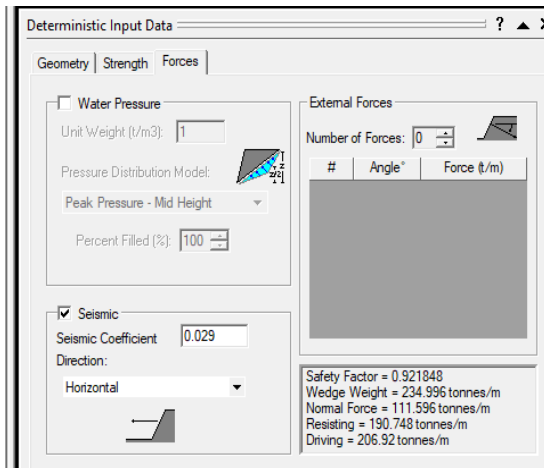 Deterministic Input Data ?
Geometry Strength Forces
Water Pressure
Unit Weight (t/m3): 1
Pressure Distribution Model:
Peak Pressure - Mid Height
Percent Filled (%): 100
Seismic
Seismic Coefficient 0.029
Direction:
Horizontal
External Forces
Number of Forces: 0
# Angle° Force (t/m)
Safety Factor = 0.921848
Wedge Weight = 234.996 tonnes/m
Normal Force = 111.596 tonnes/m
Resisting = 190.748 tonnes/m
Driving = 206.92 tonnes/m